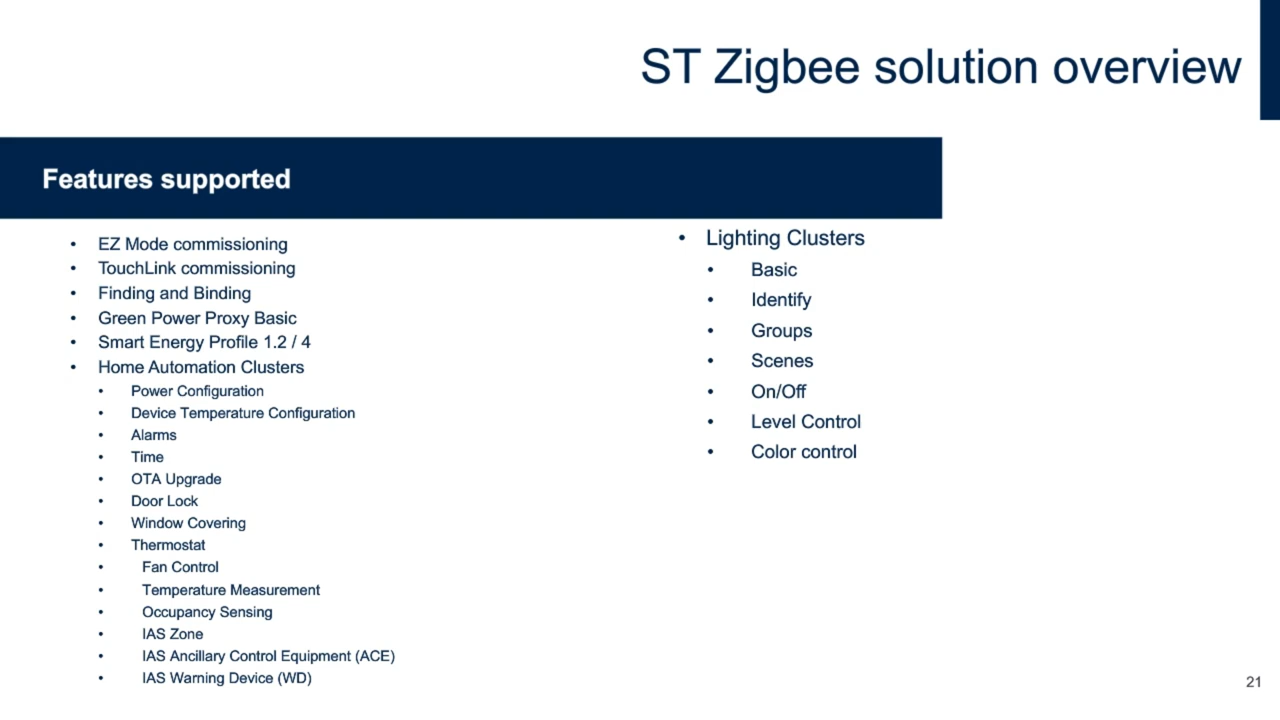 ST Zigbee solution overview
Features supported
• EZ Mode commissioning
• TouchLink commissioning
• Finding and Binding
• Green Power Proxy Basic
• Smart Energy Profile 1.2 / 4
• Home Automation Clusters
• Power Configuration
• Device Temperature Configuration
• Alarms
• Time
• OTA Upgrade
• Door Lock
• Window Covering
• Thermostat
• Fan Control
• Temperature Measurement
• Occupancy Sensing
• IAS Zone
• IAS Ancillary Control Equipment (ACE)
• IAS Warning Device (WD)
• Lighting Clusters
• Basic
• Identify
• Groups
• Scenes
• On/Off
• Level Control
• Color control
21